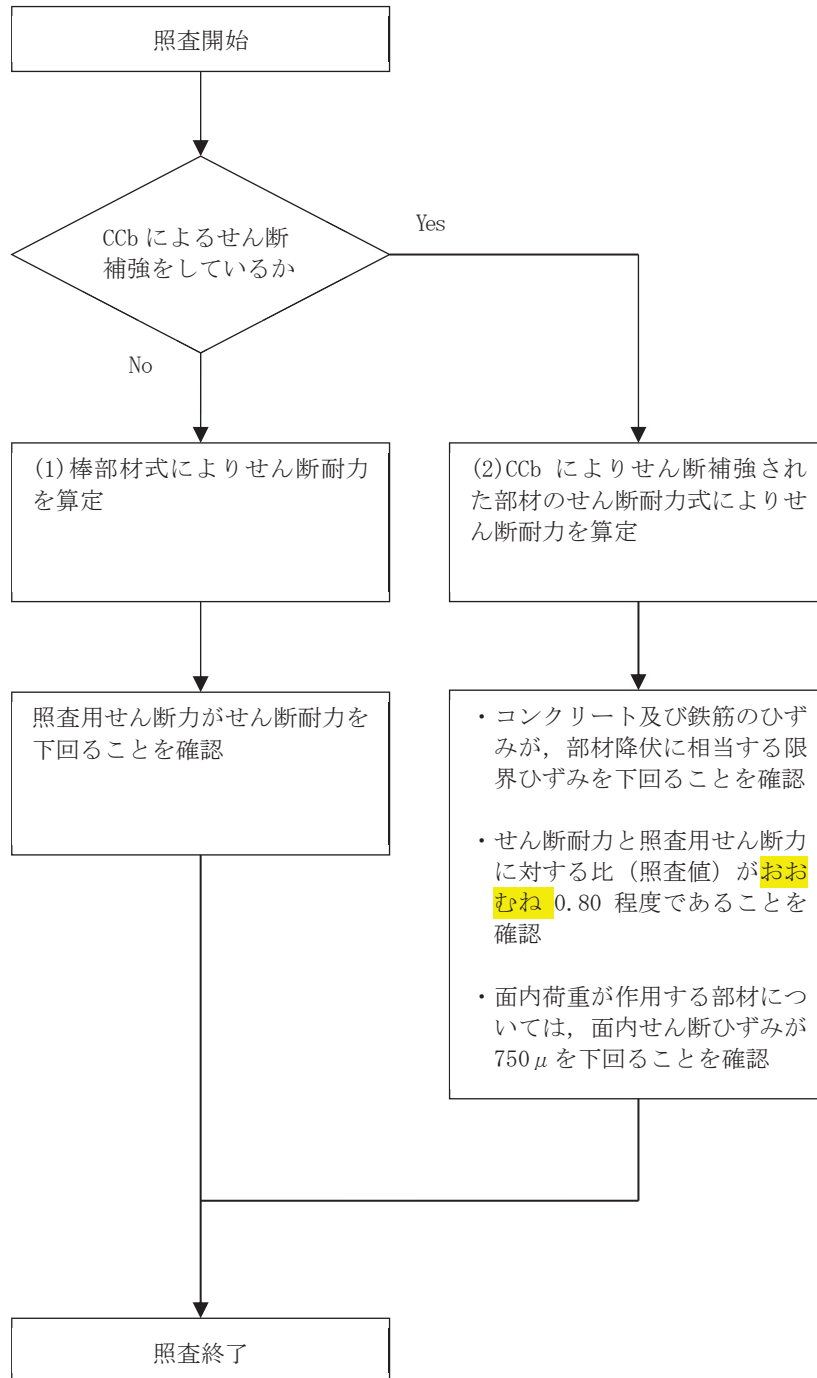 照査開始
CCb によるせん断
補強をしているか
Yes
No
(1)棒部材式によりせん断耐力
を算定
(2)CCb によりせん断補強され
た部材のせん断耐力式によりせ
ん断耐力を算定
照査用せん断力がせん断耐力を
下回ることを確認
・コンクリート及び鉄筋のひず
みが，部材降伏に相当する限
界ひずみを下回ることを確認
・せん断耐力と照査用せん断力
に対する比（照査値）がおお
むね 0.80 程度であることを
確認
・面内荷重が作用する部材につ
いては，面内せん断ひずみが
750μを下回ることを確認
照査終了